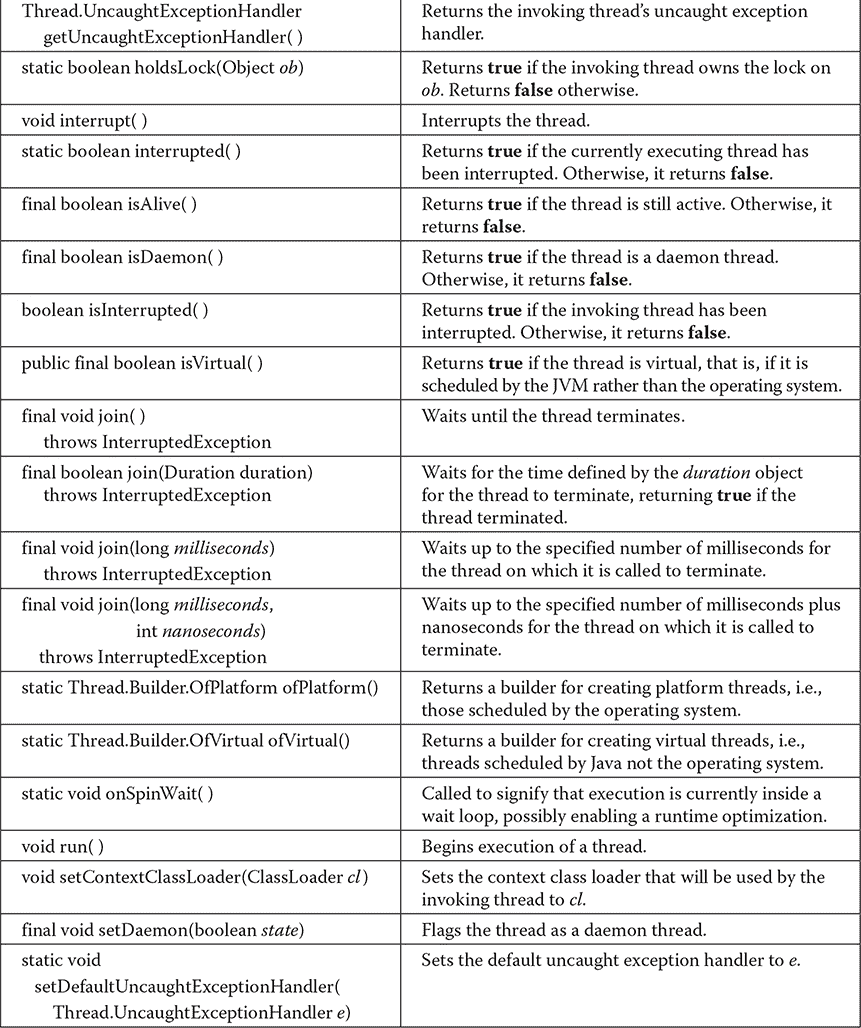 Thread.UncaughtExceptionHandler
getUncaughtExceptionHandler( )
Returns the invoking thread's uncaught exception
handler.
static boolean holdsLock(Object ob)
Returns true if the invoking thread owns the lock on
ob. Returns false otherwise.
void interrupt( )
Interrupts the thread.
static boolean interrupted( )
Returns true if the currently executing thread has
been interrupted. Otherwise, it returns false.
final boolean isAlive( )
Returns true if the thread is still active. Otherwise, it
returns false.
final boolean isDaemon( )
Returns true if the thread is a daemon thread.
Otherwise, it returns false.
boolean isInterrupted( )
Returns true if the invoking thread has been
interrupted. Otherwise, it returns false.
public final boolean isVirtual( )
Returns true if the thread is virtual, that is, if it is
scheduled by the JVM rather than the operating system.
final void join( )
throws InterruptedException
Waits until the thread terminates.
final boolean join(Duration duration)
throws InterruptedException
Waits for the time defined by the duration object
for the thread to terminate, returning true if the
thread terminated.
final void join(long milliseconds)
throws InterruptedException
Waits up to the specified number of milliseconds for
the thread on which it is called to terminate.
final void join(long milliseconds,
int nanoseconds)
throws InterruptedException
Waits up to the specified number of milliseconds plus
nanoseconds for the thread on which it is called to
terminate.
static Thread.Builder.OfPlatform ofPlatform()
Returns a builder for creating platform threads, i.e.,
those scheduled by the operating system.
static Thread.Builder.OfVirtual ofVirtual()
Returns a builder for creating virtual threads, i.e.,
threads scheduled by Java not the operating system.
static void onSpinWait( )
Called to signify that execution is currently inside a
wait loop, possibly enabling a runtime optimization.
void run( )
Begins execution of a thread.
void setContextClassLoader(ClassLoader cl)
Sets the context class loader that will be used by the
invoking thread to cl.
final void setDaemon(boolean state)
Flags the thread as a daemon thread.
static void
setDefaultUncaughtExceptionHandler(
Thread.UncaughtExceptionHandler e)
Sets the default uncaught exception handler to e.